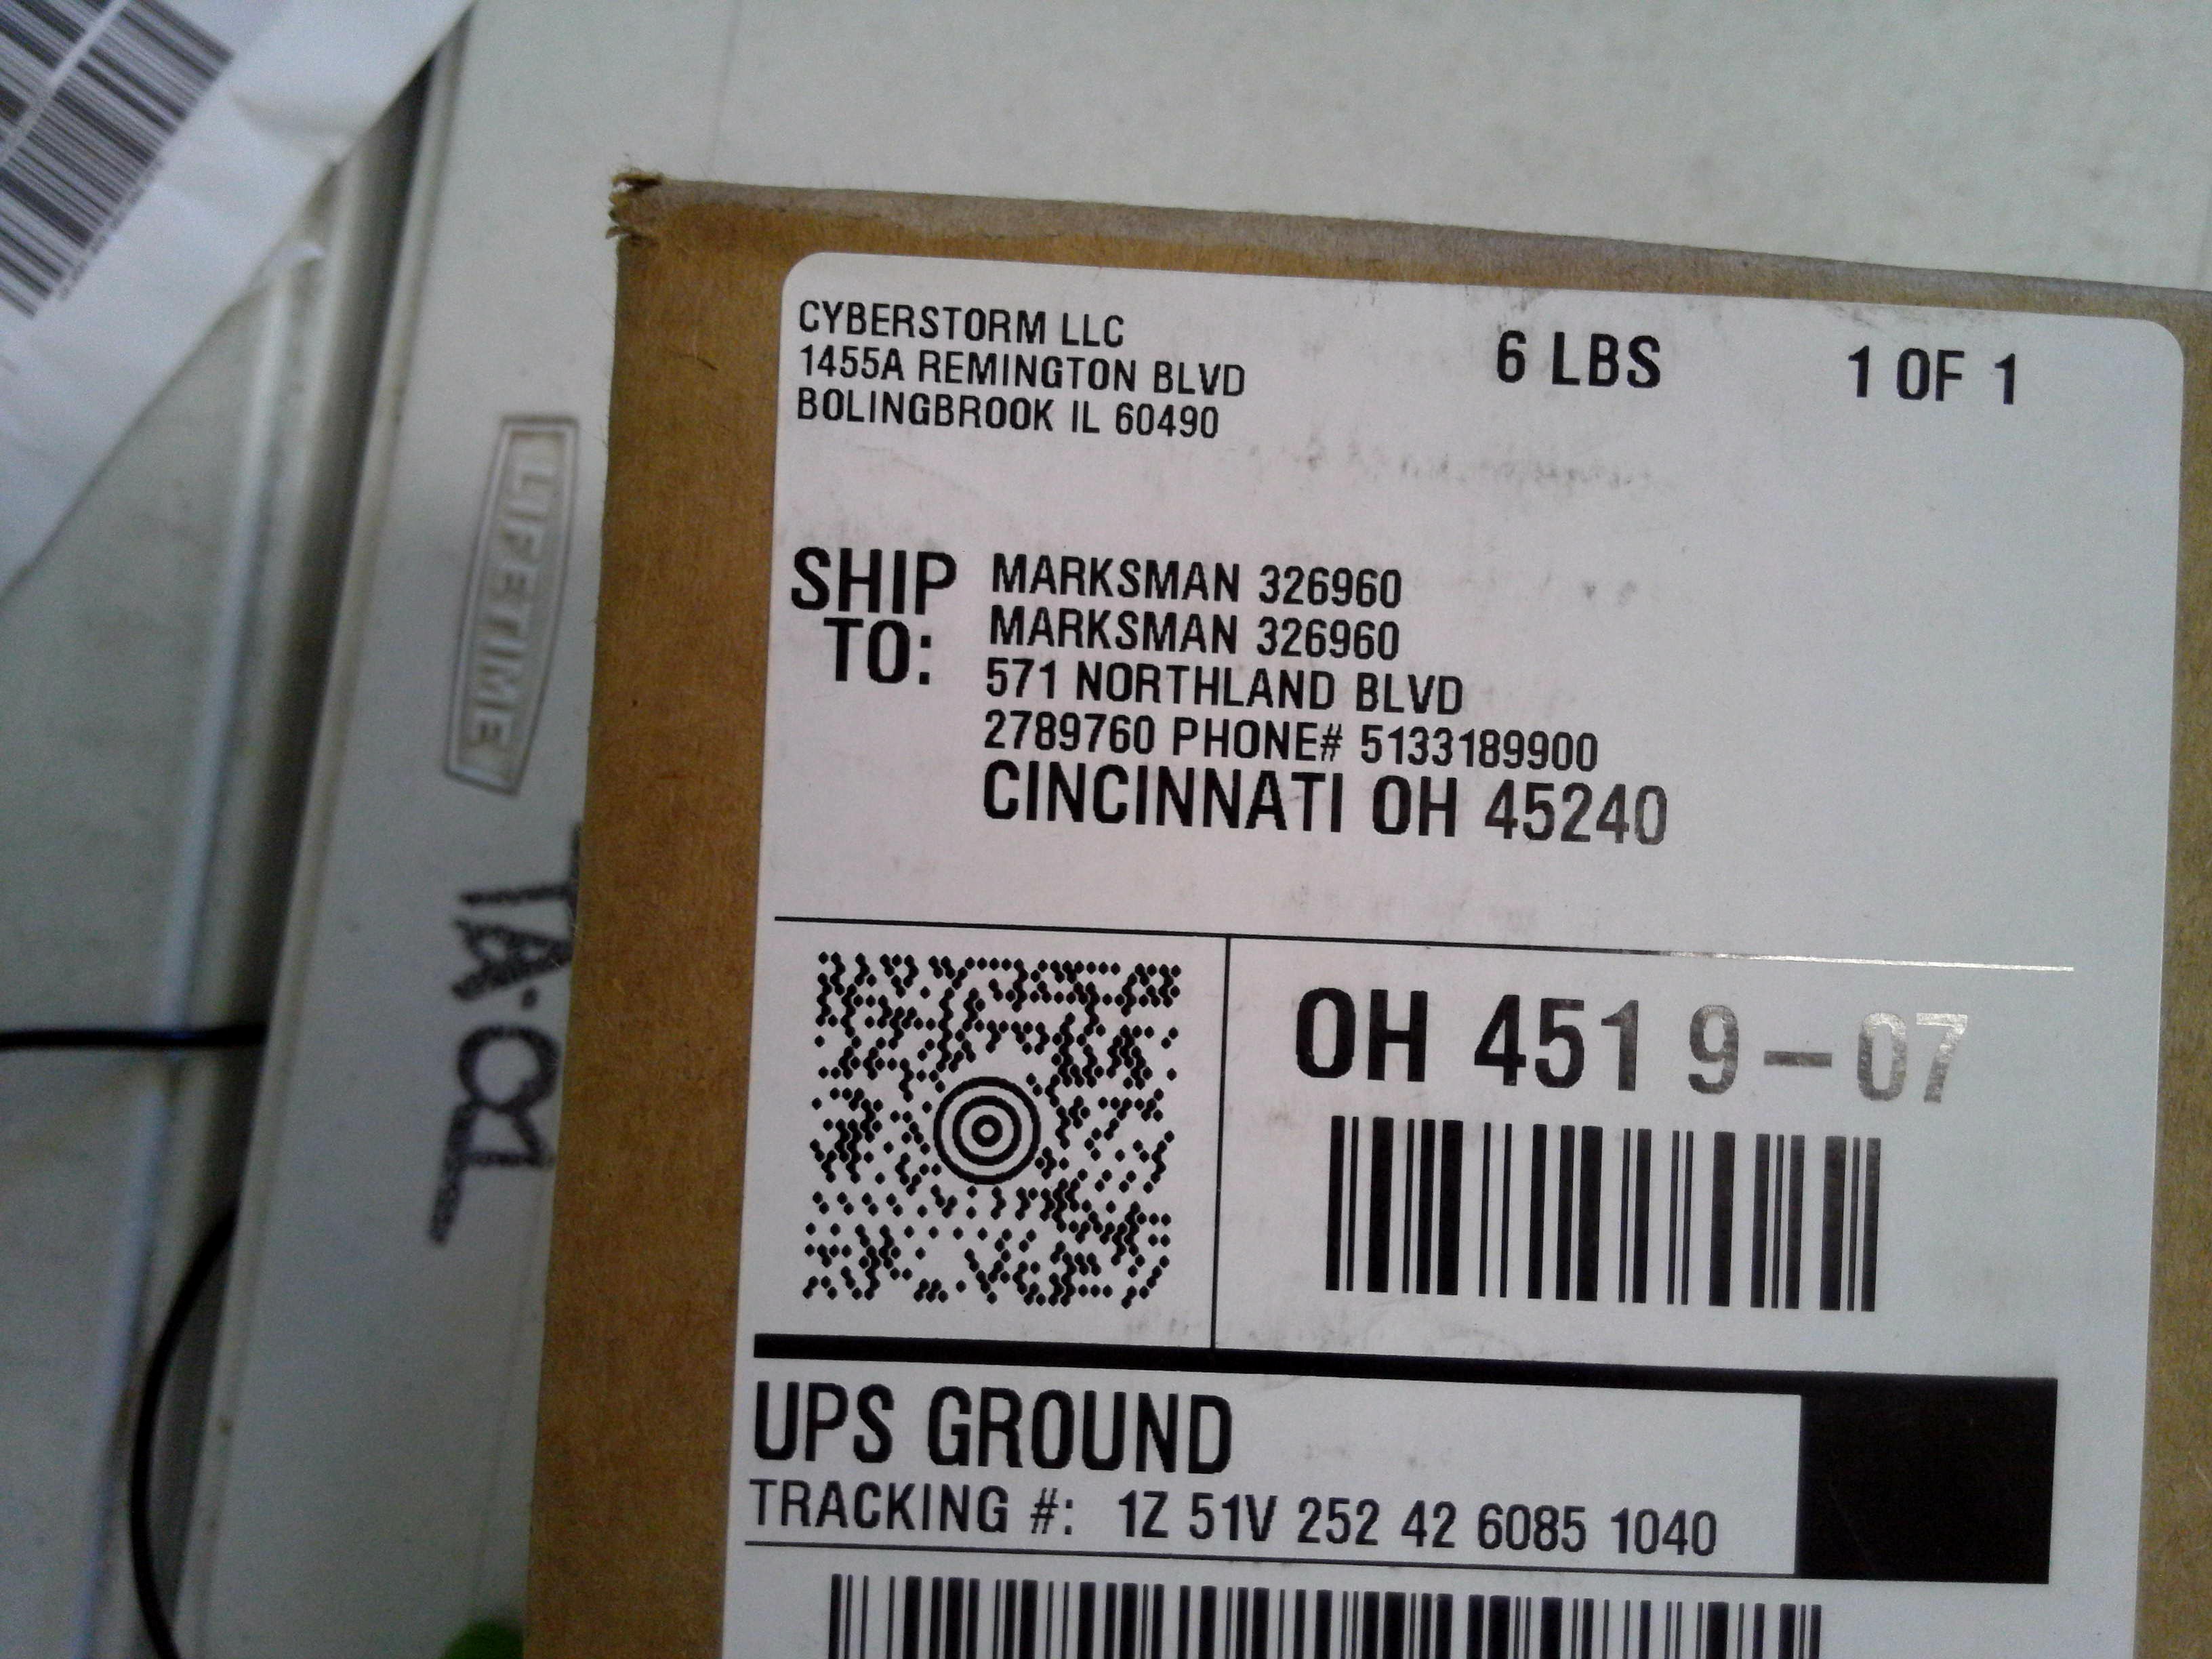 CYBERSTORM LLC
1455A REMINGTON BLVD
BOLINGBROOK IL 60490
6 LBS
1 OF 1
SHIP TO:
MARKSMAN 326960
MARKSMAN 326960
571 NORTHLAND BLVD
2789760 PHONE# 5133189900
CINCINNATI OH 45240
OH 451 9-07
UPS GROUND
TRACKING #: 1Z 51V 252 42 6085 1040
LIFETIME